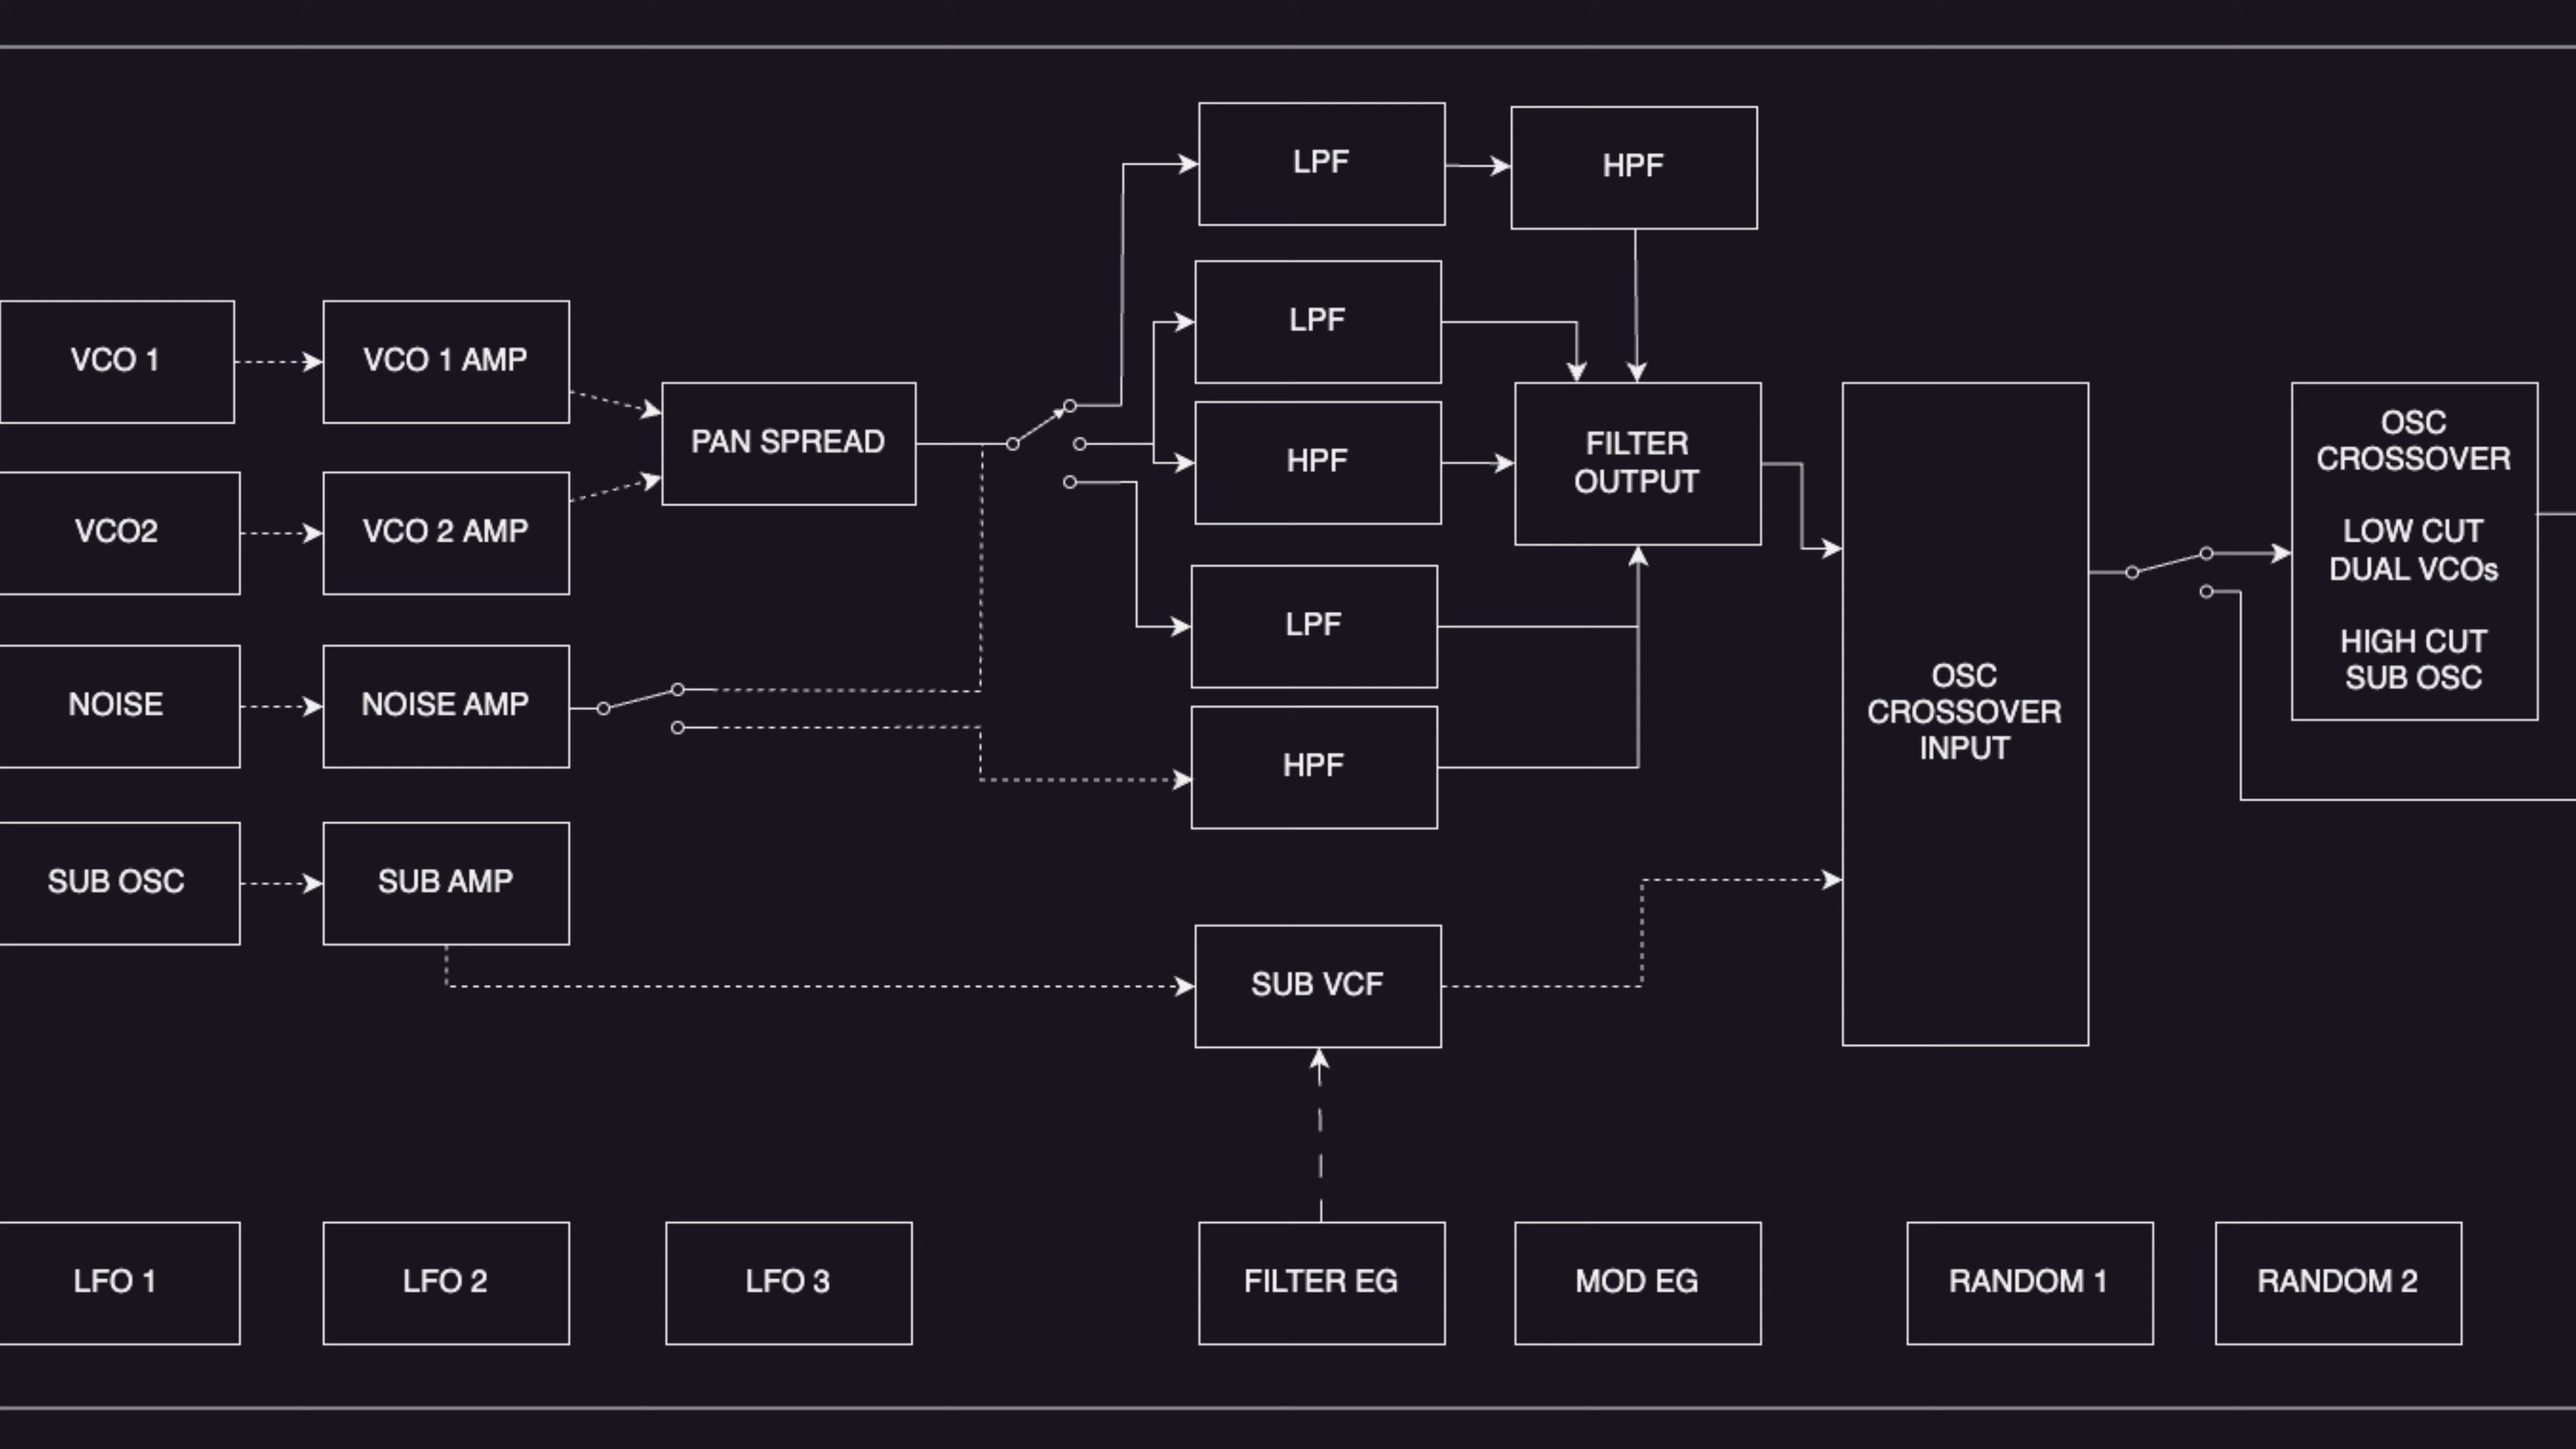 LPF
HPF
LPF
VCO 1
VCO 1 AMP
PAN SPREAD
HPF
FILTER
OUTPUT
OSC
CROSSOVER
LOW CUT
DUAL VCOs
HIGH CUT
SUB OSC
VCO2
VCO 2 AMP
LPF
NOISE
NOISE AMP
HPF
OSC
CROSSOVER
INPUT
SUB OSC
SUB AMP
SUB VCF
LFO 1
LFO 2
LFO 3
FILTER EG
MOD EG
RANDOM 1
RANDOM 2